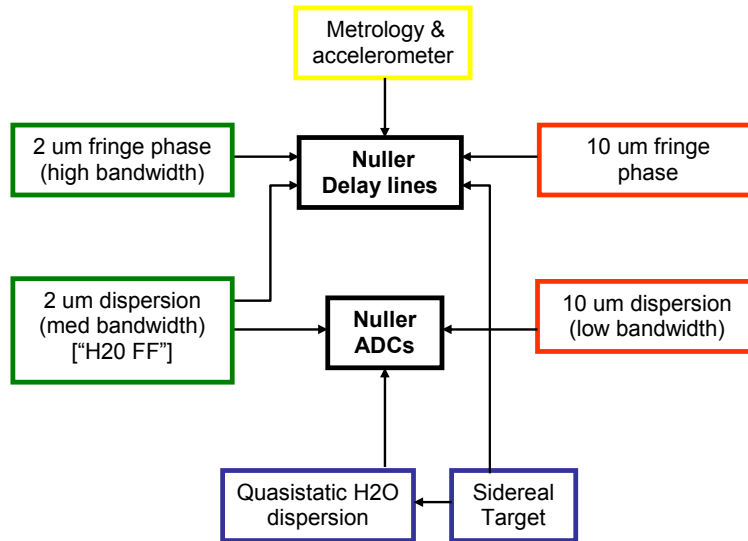 Metrology &
accelerometer
2 um fringe phase
(high bandwidth)
Nuller
Delay lines
10 um fringe
phase
2 um dispersion
(med bandwidth)
[“H20 FF”]
Nuller
ADCs
10 um dispersion
(low bandwidth)
Quasistatic H2O
dispersion
Sidereal
Target